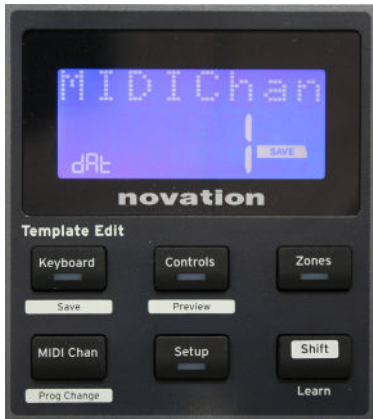 MIDIChan
1
dAt
SAVE
novation
Template Edit
Keyboard
Controls
Zones
Save
Preview
MIDI Chan
Setup
Shift
Prog Change
Learn